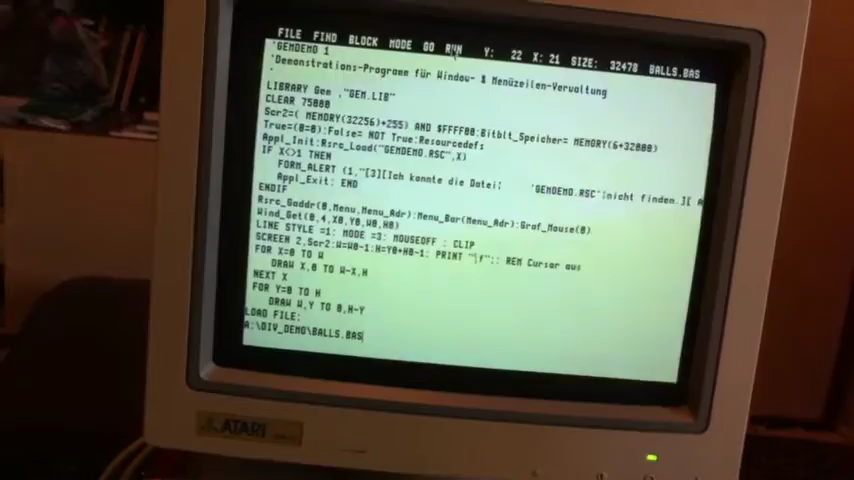 FILE FIND BLOCK MODE GO RUN Y: 22 X: 21 SIZE: 32478 BALLS.BAS
'GEMDEMO 1
'Demonstrations-Programe für Window- & Menüzeilen-Verwaltung
'
LIBRARY Gem ,"GEM.LIB"
CLEAR 75000
Scr2=( MEMORY(32256)+255) AND $FFFF00:Bitblt_Speicher= MEMORY(6+32000)
True=(0=0):False= NOT True:Resourcedefs
Appl_Init:Rsrc_Load("GEMDEMO.RSC",X)
IF X<>1 THEN
FORM_ALERT (1,"[3][Ich konnte die Datei: 'GEMDEMO.RSC'|nicht finden.][ A
Appl_Exit: END
ENDIF
Rsrc_Gaddr(0,Menu,Menu_Adr):Menu_Bar(Menu_Adr):Graf_Mouse(0)
Wind_Get(0,4,X0,Y0,W0,H0)
LINE STYLE =1: MODE =3: MOUSEOFF : CLIP
SCREEN 2,Scr2:W=W0-1:H=Y0+H0-1: PRINT "f";: REM Cursor aus
FOR X=0 TO W
DRAW X,0 TO W-X,H
NEXT X
FOR Y=0 TO H
DRAW W,Y TO 0,H-Y
LOAD FILE:
A:\DIV_DEMO\BALLS.BAS
ATARI